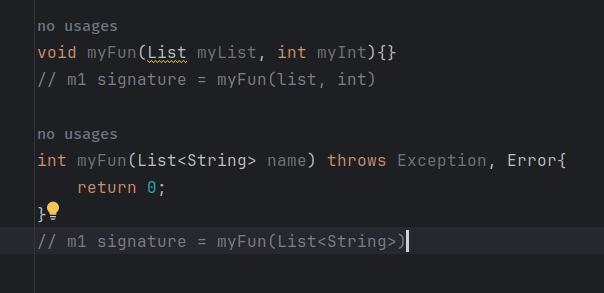 no usages
void myFun(List myList, int myInt){}
// m1 signature = myFun(list, int)
no usages
int myFun(List<String> name) throws Exception, Error{
return 0;
}
// m1 signature = myFun(List<String>)